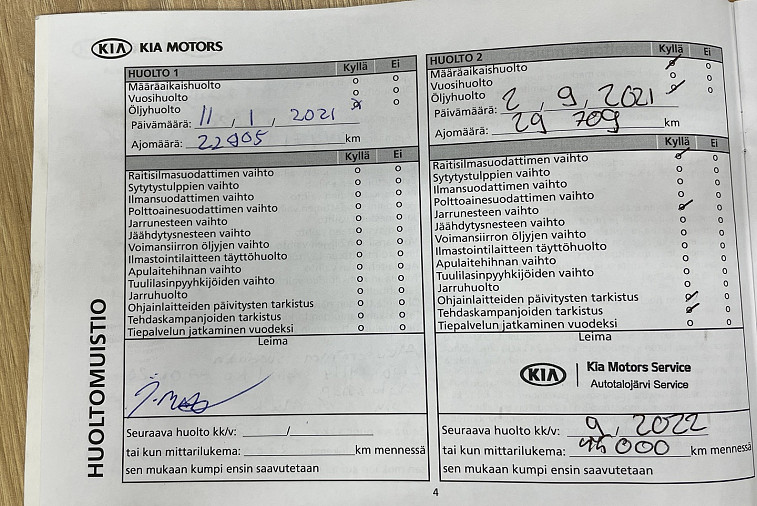 KIA KIA MOTORS
HUOLTO 1 Kyllä Ei
Määräaikaishuolto o o
Vuosihuolto o o
Öljyhuolto o o
Päivämäärä: 11, 1, 2021
Ajomäärä: 22905 km
Kyllä Ei
Raitisilmasuodattimen vaihto o o
Sytytystulppien vaihto o o
Ilmansuodattimen vaihto o o
Polttoainesuodattimen vaihto o o
Jarrunesteen vaihto o o
Jäähdytysnesteen vaihto o o
Voimansiirron öljyjen vaihto o o
Ilmastointilaitteen täyttöhuolto o o
Apulaitehihnan vaihto o o
Tuulilasinpyyhkijöiden vaihto o o
Jarruhuolto o o
Ohjainlaitteiden päivitysten tarkistus o o
Tehdaskampanjoiden tarkistus o o
Tiepalvelun jatkaminen vuodeksi o o
Leima
Seuraava huolto kk/v: /
tai kun mittarilukema: km mennessä
sen mukaan kumpi ensin saavutetaan
HUOLTO 2 Kyllä Ei
Määräaikaishuolto o o
Vuosihuolto o o
Öljyhuolto o o
Päivämäärä: 2, 9, 2021
Ajomäärä: 29 709 km
Kyllä Ei
Raitisilmasuodattimen vaihto o o
Sytytystulppien vaihto o o
Ilmansuodattimen vaihto o o
Polttoainesuodattimen vaihto o o
Jarrunesteen vaihto o o
Jäähdytysnesteen vaihto o o
Voimansiirron öljyjen vaihto o o
Ilmastointilaitteen täyttöhuolto o o
Apulaitehihnan vaihto o o
Tuulilasinpyyhkijöiden vaihto o o
Jarruhuolto o o
Ohjainlaitteiden päivitysten tarkistus o o
Tehdaskampanjoiden tarkistus o o
Tiepalvelun jatkaminen vuodeksi o o
Leima
KIA Kia Motors Service
Autotalojärvi Service
Seuraava huolto kk/v: 9, 2022
tai kun mittarilukema: 000 km mennessä
sen mukaan kumpi ensin saavutetaan
HUOLTOMUISTIO
4